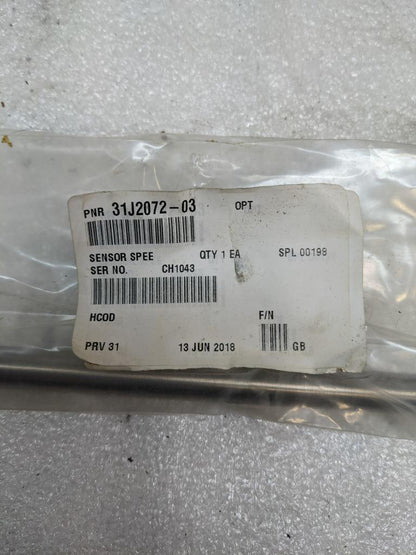 PNR 31J2072-03 OPT
SENSOR SPEE QTY 1 EA SPL 00198
SER NO. CH1043
HCOD F/N
PRV 31 13 JUN 2018 GB